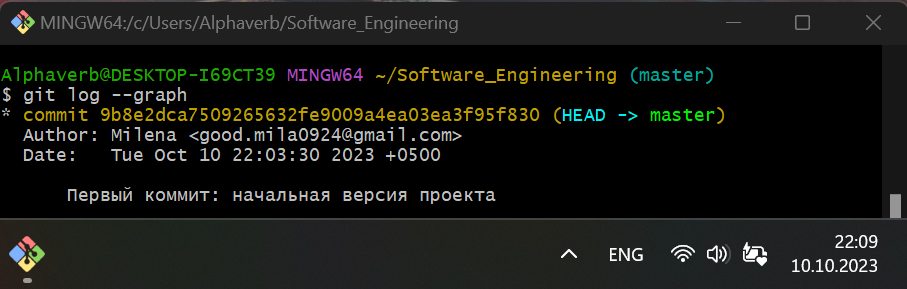 MINGW64:/c/Users/Alphaverb/Software_Engineering
Alphaverb@DESKTOP-I69CT39 MINGW64 ~/Software_Engineering (master)
$ git log --graph
* commit 9b8e2dca7509265632fe9009a4ea03ea3f95f830 (HEAD -> master)
Author: Milena <good.mila0924@gmail.com>
Date:   Tue Oct 10 22:03:30 2023 +0500
Первый коммит: начальная версия проекта
ENG
22:09
10.10.2023